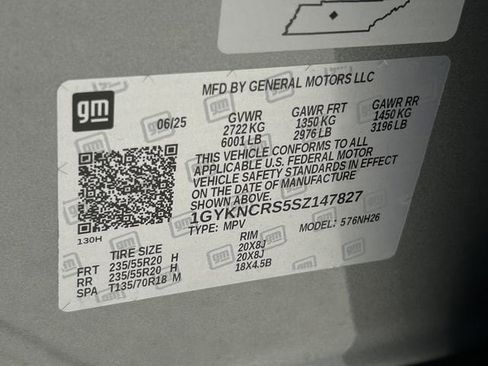 MFD BY GENERAL MOTORS LLC
gm
06/25 GVWR GAWR FRT GAWR RR
2722 KG 1350 KG 1450 KG
6001 LB 2976 LB 3196 LB
THIS VEHICLE CONFORMS TO ALL
APPLICABLE U.S. FEDERAL MOTOR
VEHICLE SAFETY STANDARDS IN EFFECT
ON THE DATE OF MANUFACTURE
SHOWN ABOVE.
1GYKNCRS5SZ147827
130H
TYPE: MPV MODEL: 576NH26
TIRE SIZE RIM
FRT 235/55R20 H 20X8J
RR 235/55R20 H 20X8J
SPA T135/70R18 M 18X4.5B